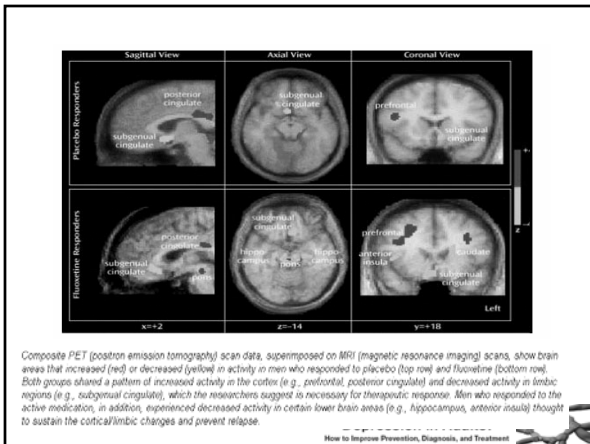 Sagittal View
Axial View
Coronal View
Placebo Responders
posterior
cingulate
subgenual
cingulate
subgenual
cingulate
prefrontal
subgenual
cingulate
Fluoxetine Responders
posterior
cingulate
subgenual
cingulate
pons
subgenual
cingulate
hippo-
campus
pons
hippo-
campus
prefrontal
anterior
insula
caudate
subgenual
cingulate
Left
x=+2
z=−14
y=+18
Composite PET (positron emission tomography) scan data, superimposed on MRI (magnetic resonance imaging) scans, show brain
areas that increased (red) or decreased (yellow) in activity in men who responded to placebo (top row) and fluoxetine (bottom row).
Both groups shared a pattern of increased activity in the cortex (e.g., prefrontal, posterior cingulate) and decreased activity in limbic
regions (e.g., subgenual cingulate), which the researchers suggest is necessary for therapeutic response. Men who responded to the
active medication, in addition, experienced decreased activity in certain lower brain areas (e.g., hippocampus, anterior insula) thought
to sustain the cortical/limbic changes and prevent relapse.
How to Improve Prevention, Diagnosis, and Treatment